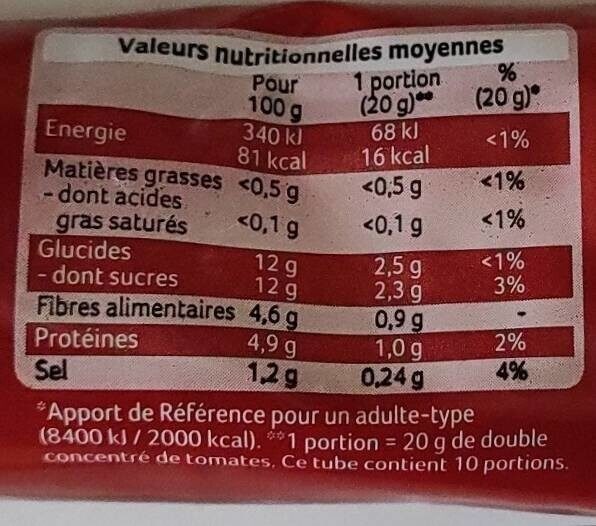 Valeurs nutritionnelles moyennes
Pour 1 portion %
100 g (20 g)** (20 g)*
Energie 340 kJ 68 kJ <1%
81 kcal 16 kcal
Matières grasses <0,5 g <0,5 g <1%
- dont acides
gras saturés <0,1 g <0,1 g <1%
Glucides 12 g 2,5 g <1%
- dont sucres 12 g 2,3 g 3%
Fibres alimentaires 4,6 g 0,9 g -
Protéines 4,9 g 1,0 g 2%
Sel 1,2 g 0,24 g 4%
*Apport de Référence pour un adulte-type
(8400 kJ / 2000 kcal). **1 portion = 20 g de double
concentré de tomates. Ce tube contient 10 portions.